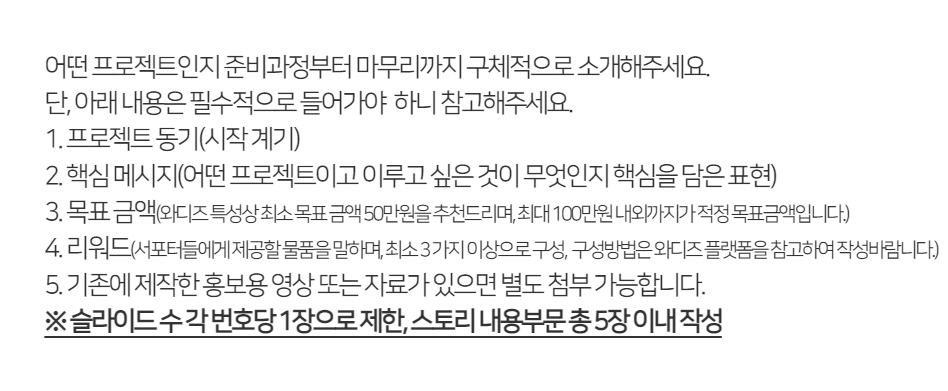 어떤 프로젝트인지 준비과정부터 마무리까지 구체적으로 소개해주세요.
단, 아래 내용은 필수적으로 들어가야 하니 참고해주세요.
1. 프로젝트 동기(시작 계기)
2. 핵심 메시지(어떤 프로젝트이고 이루고 싶은 것이 무엇인지 핵심을 담은 표현)
3. 목표 금액(와디즈 특성상 최소 목표 금액 50만원을 추천드리며, 최대 100만원 내외까지가 적정 목표금액입니다.)
4. 리워드(서포터들에게 제공할 물품을 말하며, 최소 3가지 이상으로 구성, 구성방법은 와디즈 플랫폼을 참고하여 작성바랍니다.)
5. 기존에 제작한 홍보용 영상 또는 자료가 있으면 별도 첨부 가능합니다.
※ 슬라이드 수 각 번호당 1장으로 제한, 스토리 내용부문 총 5장 이내 작성